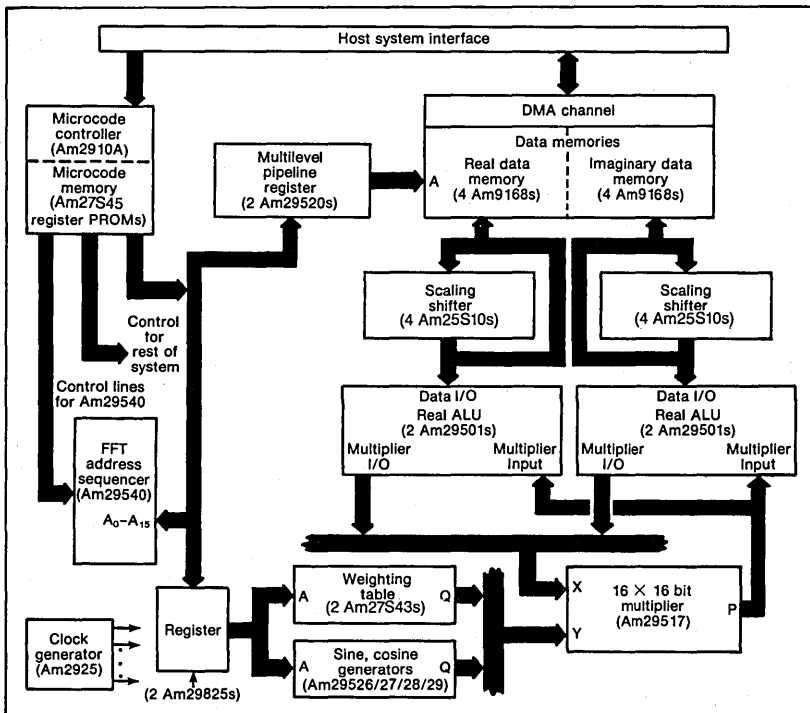 Host system interface
Microcode
controller
(Am2910A)
Microcode
memory
(Am27S45
register PROMs)
Multilevel
pipeline
register
(2 Am29520s)
DMA channel
Data memories
A
Real data
memory
(4 Am9168s)
Imaginary data
memory
(4 Am9168s)
Scaling
shifter
(4 Am25S10s)
Scaling
shifter
(4 Am25S10s)
Control
for
rest of
system
Control lines
for Am29540
Data I/O
Real ALU
(2 Am29501s)
Multiplier
I/O
Multiplier
Input
Data I/O
Real ALU
(2 Am29501s)
Multiplier
I/O
Multiplier
Input
FFT
address
sequencer
(Am29540)
A0–A15
Clock
generator
(Am2925)
Register
(2 Am29825s)
A
Weighting
table
(2 Am27S43s)
Q
A
Sine, cosine
generators
(Am29526/27/28/29)
Q
X
Y
16 × 16 bit
multiplier
(Am29517)
P